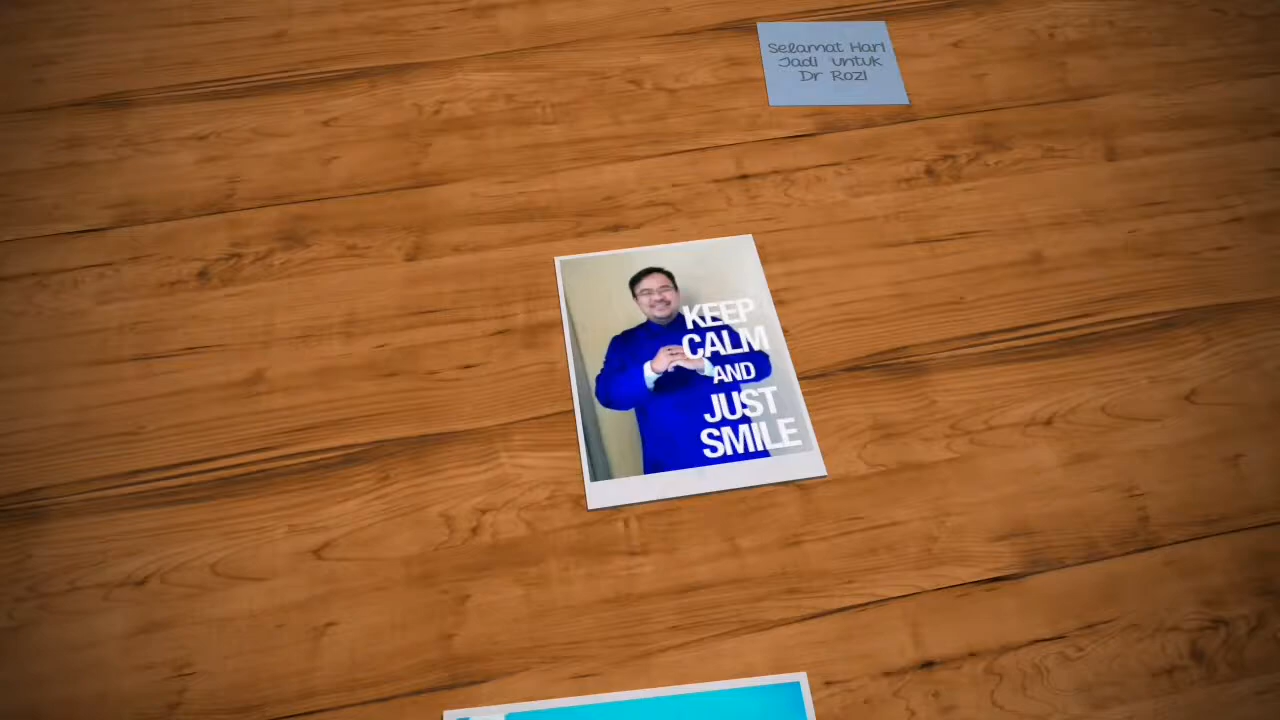 Selamat Hari
Jadi untuk
Dr Rozi
KEEP
CALM
AND
JUST
SMILE